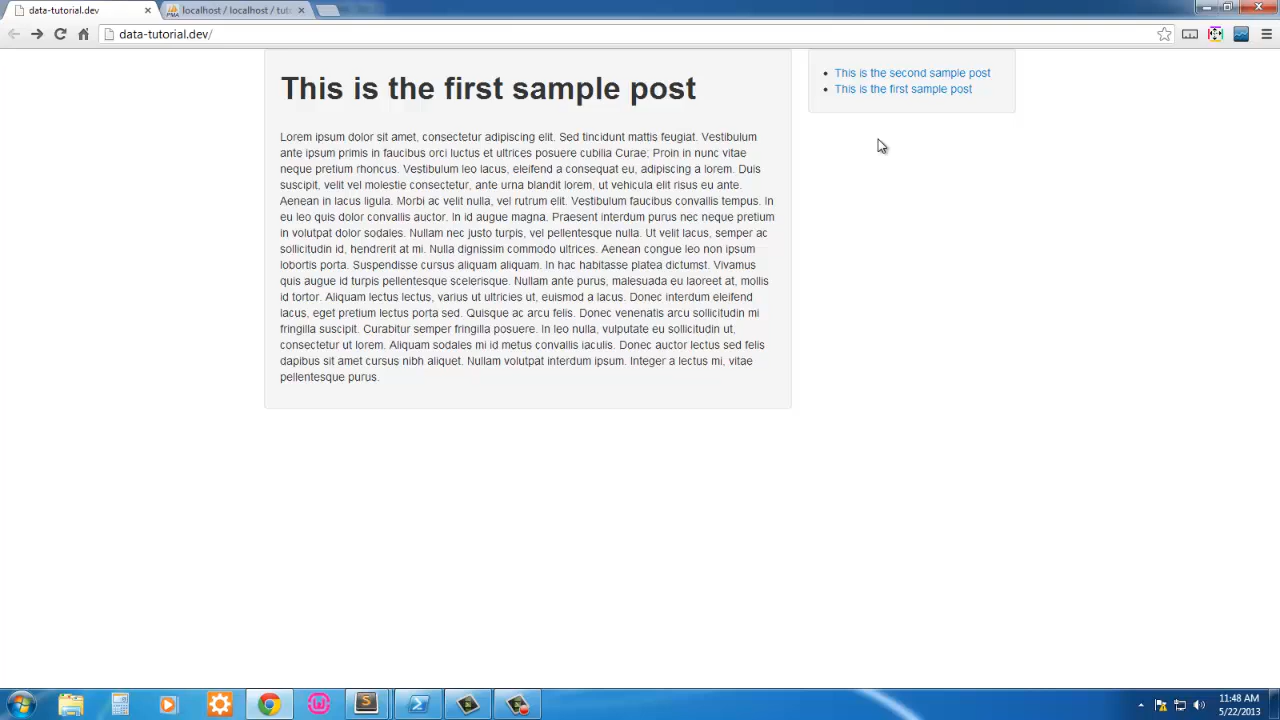 data-tutorial.dev
localhost / localhost / tut
data-tutorial.dev/
This is the first sample post
Lorem ipsum dolor sit amet, consectetur adipiscing elit. Sed tincidunt mattis feugiat. Vestibulum
ante ipsum primis in faucibus orci luctus et ultrices posuere cubilia Curae; Proin in nunc vitae
neque pretium rhoncus. Vestibulum leo lacus, eleifend a consequat eu, adipiscing a lorem. Duis
suscipit, velit vel molestie consectetur, ante urna blandit lorem, ut vehicula elit risus eu ante.
Aenean in lacus ligula. Morbi ac velit nulla, vel rutrum elit. Vestibulum faucibus convallis tempus. In
eu leo quis dolor convallis auctor. In id augue magna. Praesent interdum purus nec neque pretium
in volutpat dolor sodales. Nullam nec justo turpis, vel pellentesque nulla. Ut velit lacus, semper ac
sollicitudin id, hendrerit at mi. Nulla dignissim commodo ultrices. Aenean congue leo non ipsum
lobortis porta. Suspendisse cursus aliquam aliquam. In hac habitasse platea dictumst. Vivamus
quis augue id turpis pellentesque scelerisque. Nullam ante purus, malesuada eu laoreet at, mollis
id tortor. Aliquam lectus lectus, varius ut ultricies ut, euismod a lacus. Donec interdum eleifend
lacus, eget pretium lectus porta sed. Quisque ac arcu felis. Donec venenatis arcu sollicitudin mi
fringilla suscipit. Curabitur semper fringilla posuere. In leo nulla, vulputate eu sollicitudin ut,
consectetur ut lorem. Aliquam sodales mi id metus convallis iaculis. Donec auctor lectus sed felis
dapibus sit amet cursus nibh aliquet. Nullam volutpat interdum ipsum. Integer a lectus mi, vitae
pellentesque purus.
This is the second sample post
This is the first sample post
11:48 AM
5/22/2013